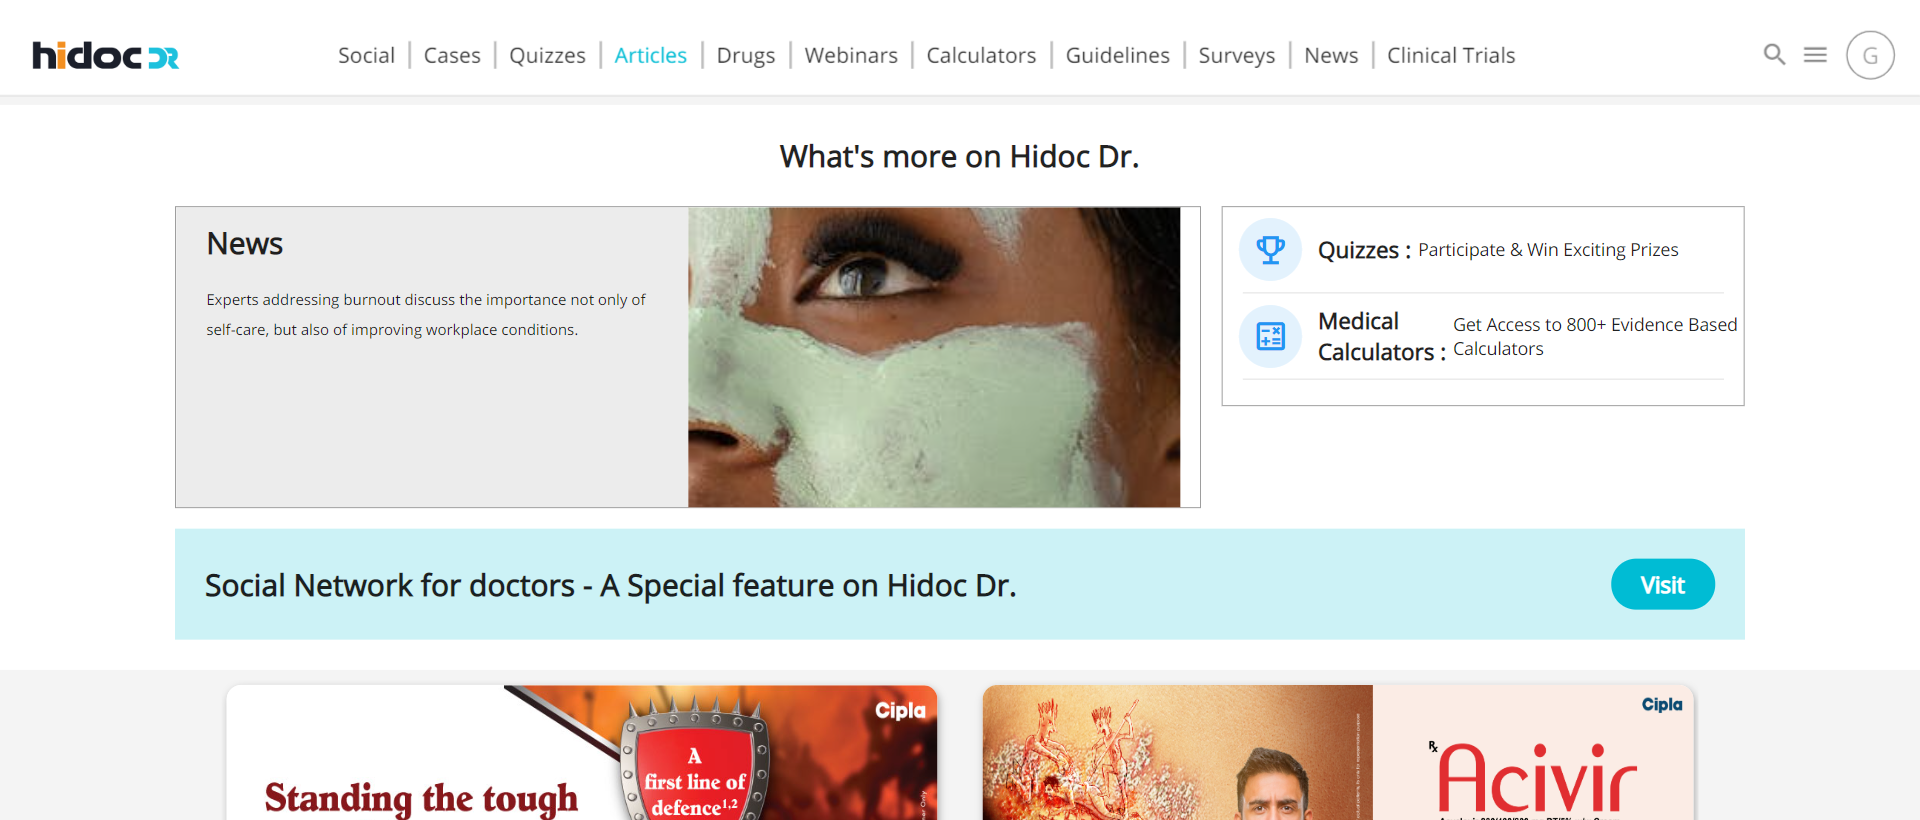 hidoc DR
Social
Cases
Quizzes
Articles
Drugs
Webinars
Calculators
Guidelines
Surveys
News
Clinical Trials
G
What's more on Hidoc Dr.
News
Experts addressing burnout discuss the importance not only of
self-care, but also of improving workplace conditions.
Quizzes : Participate & Win Exciting Prizes
Medical
Calculators :
Get Access to 800+ Evidence Based
Calculators
Social Network for doctors - A Special feature on Hidoc Dr.
Visit
Cipla
A
first line of
defence1,2
Standing the tough
Cipla
Rx
Acivir